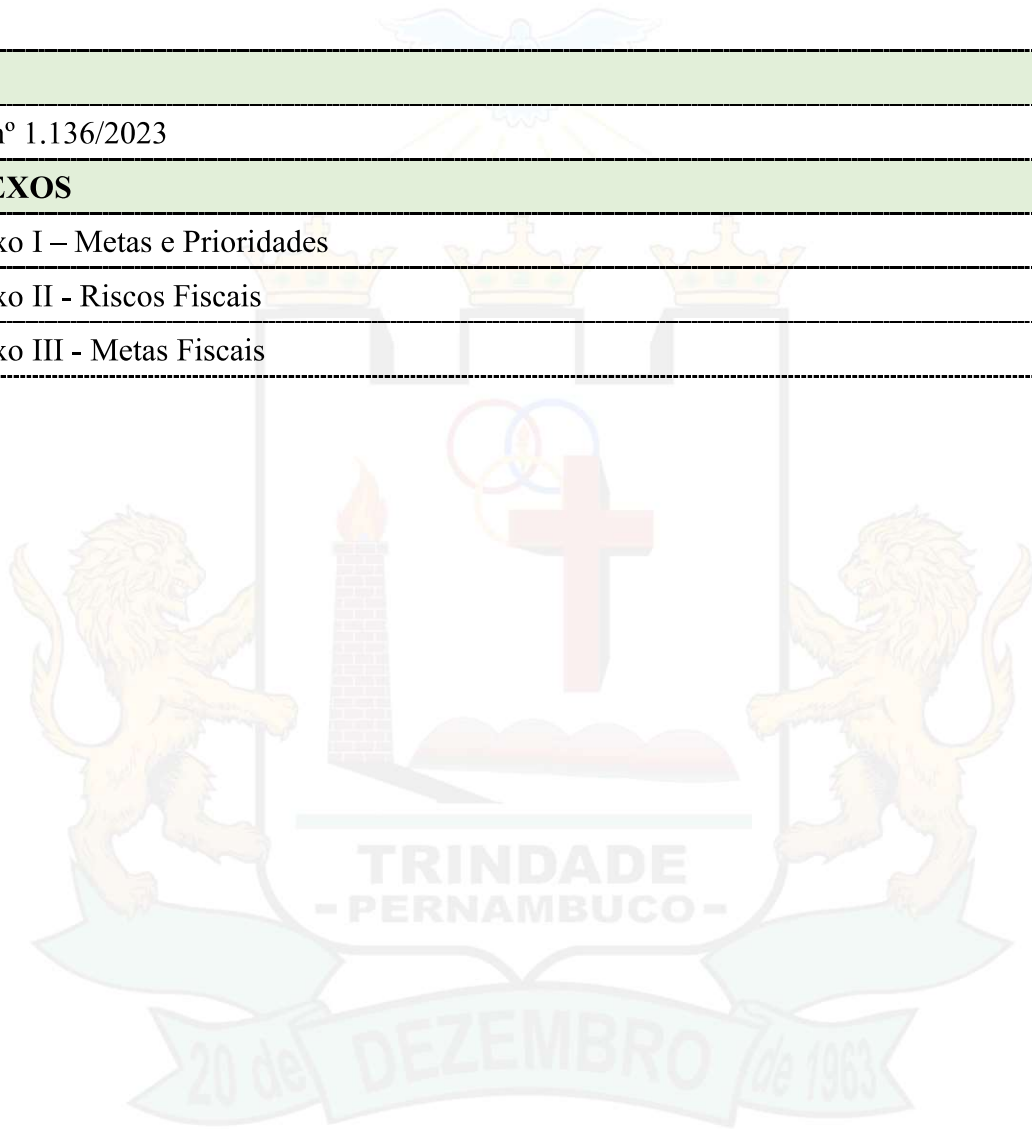 nº 1.136/2023
EXOS
xo I – Metas e Prioridades
xo II - Riscos Fiscais
xo III - Metas Fiscais
TRINDADE
- PERNAMBUCO -
20 de DEZEMBRO de 1963